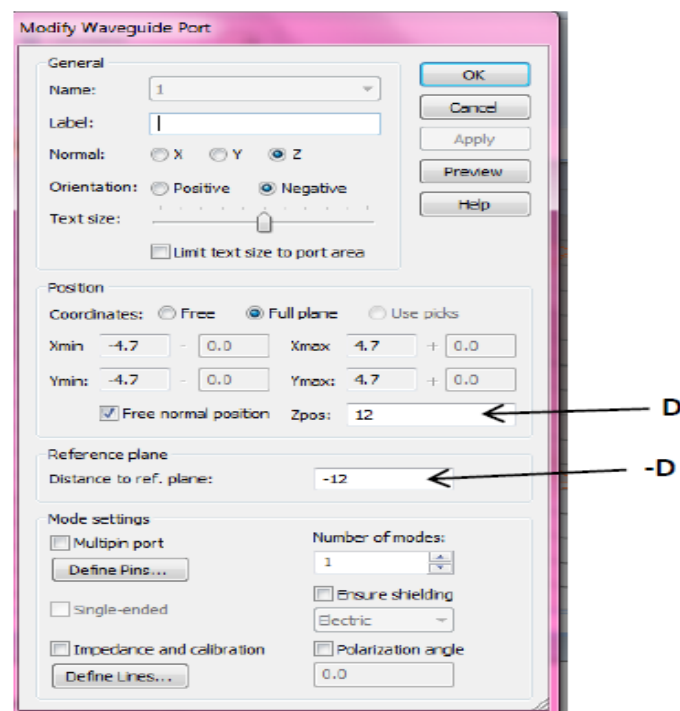 Modify Waveguide Port
General
Name: 1
Label:
Normal: X Y Z
Orientation: Positive Negative
Text size:
Limit text size to port area
OK
Cancel
Apply
Preview
Help
Position
Coordinates: Free Full plane Use picks
Xmin -4.7 - 0.0 Xmax 4.7 + 0.0
Ymin: -4.7 - 0.0 Ymax: 4.7 + 0.0
Free normal position Zpos: 12
D
Reference plane
Distance to ref. plane: -12
-D
Mode settings
Multipin port
Define Pins...
Single-ended
Impedance and calibration
Define Lines...
Number of modes:
1
Ensure shielding
Electric
Polarization angle
0.0